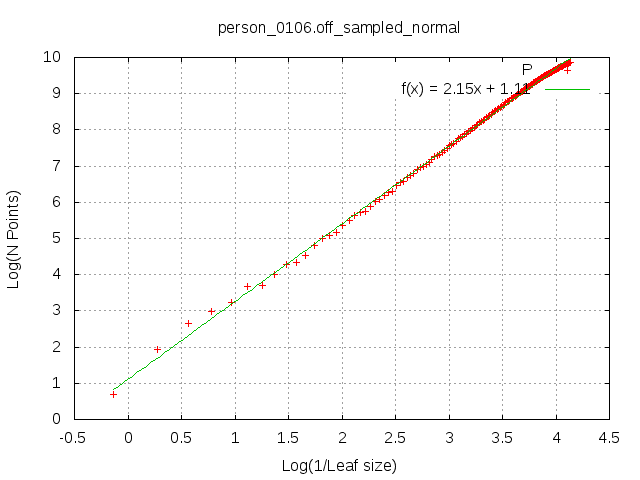 person_0106.off_sampled_normal
10
9
8
7
6
5
4
3
2
1
0
P
f(x) = 2.15x + 1.11
Log(N Points)
-0.5 0 0.5 1 1.5 2 2.5 3 3.5 4 4.5
Log(1/Leaf size)